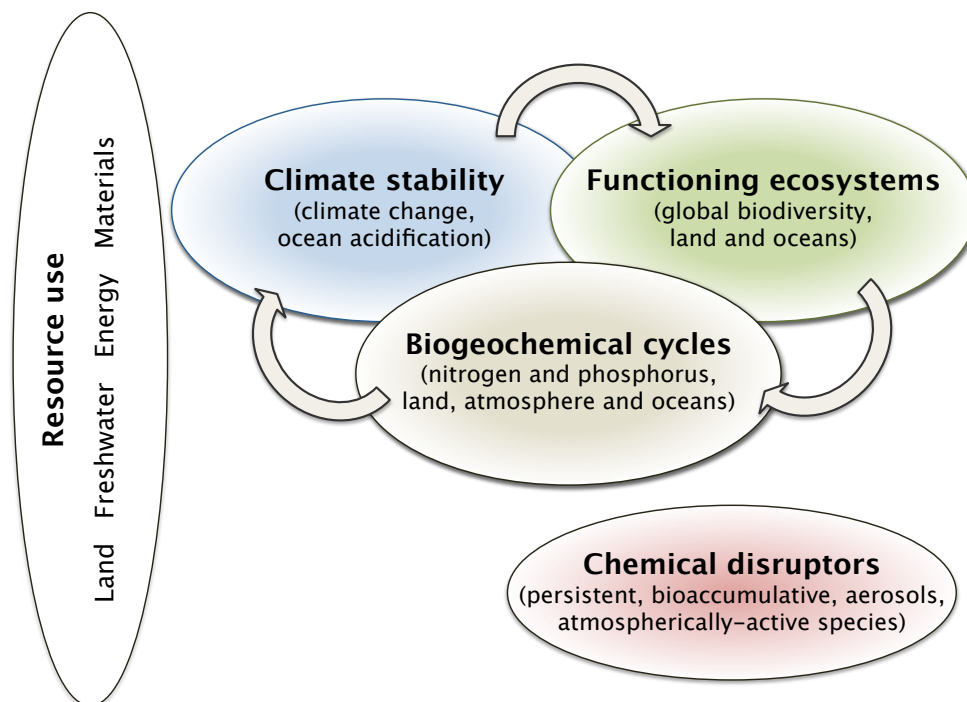 Resource use
Land Freshwater Energy Materials
Climate stability
(climate change,
ocean acidification)
Functioning ecosystems
(global biodiversity,
land and oceans)
Biogeochemical cycles
(nitrogen and phosphorus,
land, atmosphere and oceans)
Chemical disruptors
(persistent, bioaccumulative, aerosols,
atmospherically-active species)